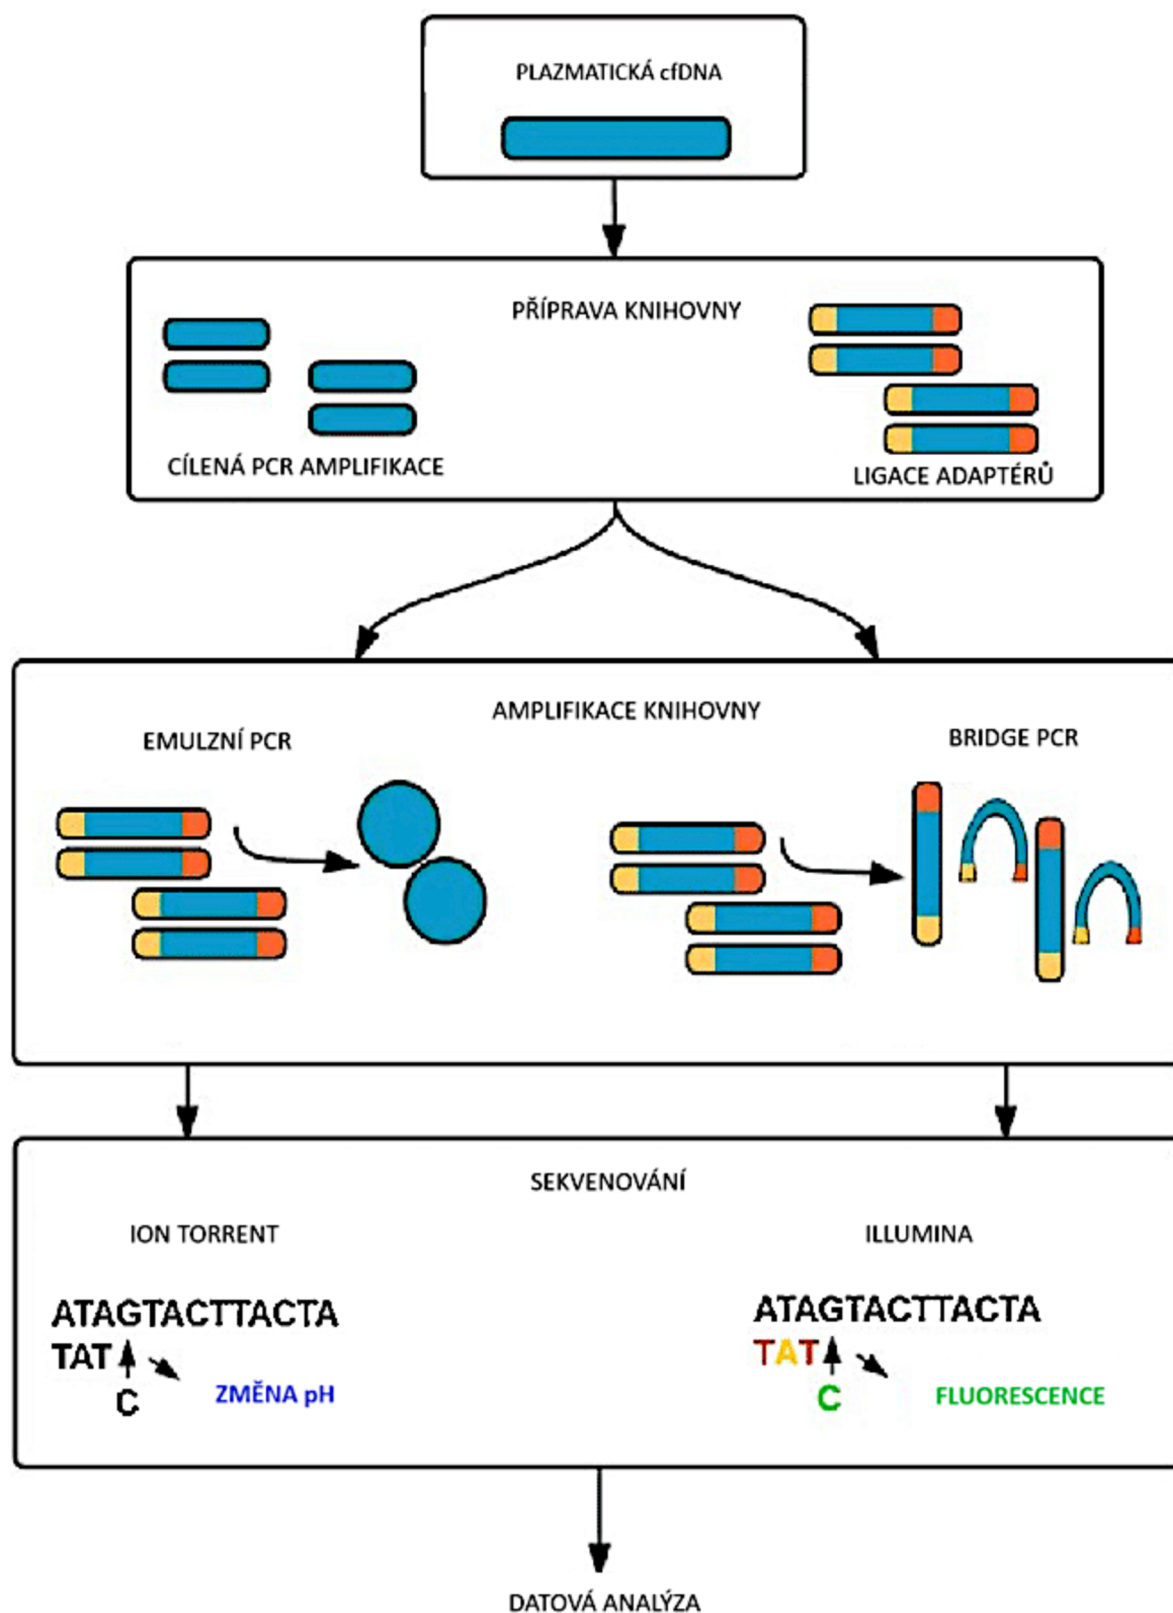 PLAZMATICKÁ cfDNA
PŘÍPRAVA KNIHOVNY
CÍLENÁ PCR AMPLIFIKACE
LIGACE ADAPTÉRŮ
AMPLIFIKACE KNIHOVNY
EMULZNÍ PCR
BRIDGE PCR
SEKVENOVÁNÍ
ION TORRENT
ATAGTACTTACTA
TAT
C
ZMĚNA pH
ILLUMINA
ATAGTACTTACTA
TAT
C
FLUORESCENCE
DATOVÁ ANALÝZA